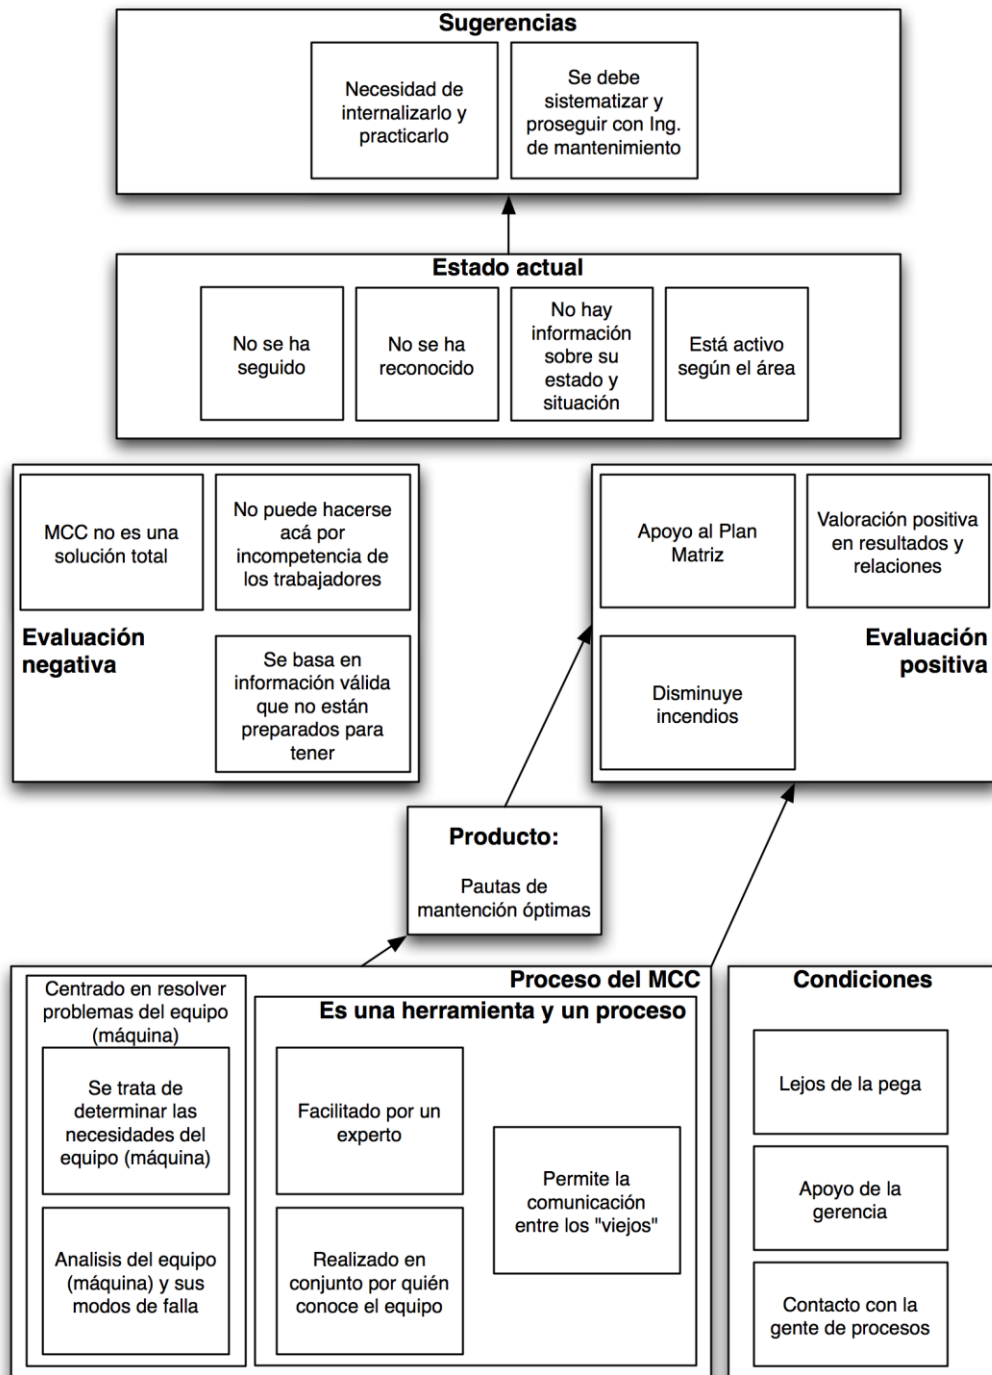 Sugerencias
Necesidad de
internalizarlo y
practicarlo
Se debe
sistematizar y
proseguir con Ing.
de mantenimiento
Estado actual
No se ha
seguido
No se ha
reconocido
No hay
información
sobre su
estado y
situación
Está activo
según el área
MCC no es una
solución total
No puede hacerse
acá por
incompetencia de
los trabajadores
Evaluación
negativa
Se basa en
información válida
que no están
preparados para
tener
Apoyo al Plan
Matriz
Valoración positiva
en resultados y
relaciones
Evaluación
positiva
Disminuye
incendios
Producto:
Pautas de
mantención óptimas
Proceso del MCC
Centrado en resolver
problemas del equipo
(máquina)
Se trata de
determinar las
necesidades del
equipo (máquina)
Analisis del equipo
(máquina) y sus
modos de falla
Es una herramienta y un proceso
Facilitado por un
experto
Realizado en
conjunto por quién
conoce el equipo
Permite la
comunicación
entre los "viejos"
Condiciones
Lejos de la pega
Apoyo de la
gerencia
Contacto con la
gente de procesos